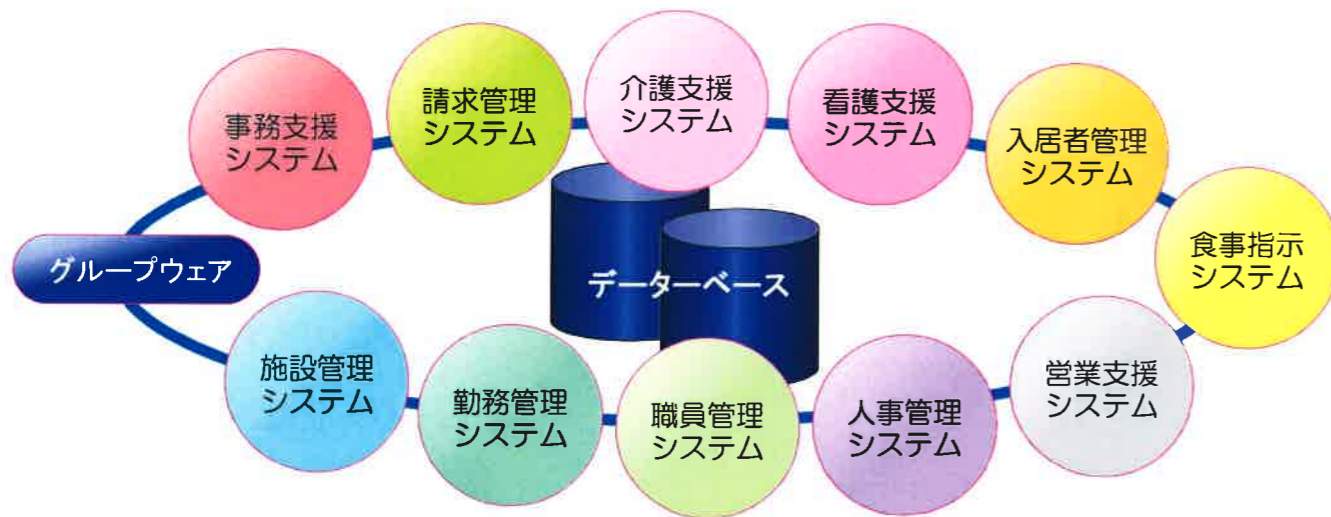 事務支援
システム
請求管理
システム
介護支援
システム
看護支援
システム
入居者管理
システム
食事指示
システム
グループウェア
データーベース
施設管理
システム
勤務管理
システム
職員管理
システム
人事管理
システム
営業支援
システム